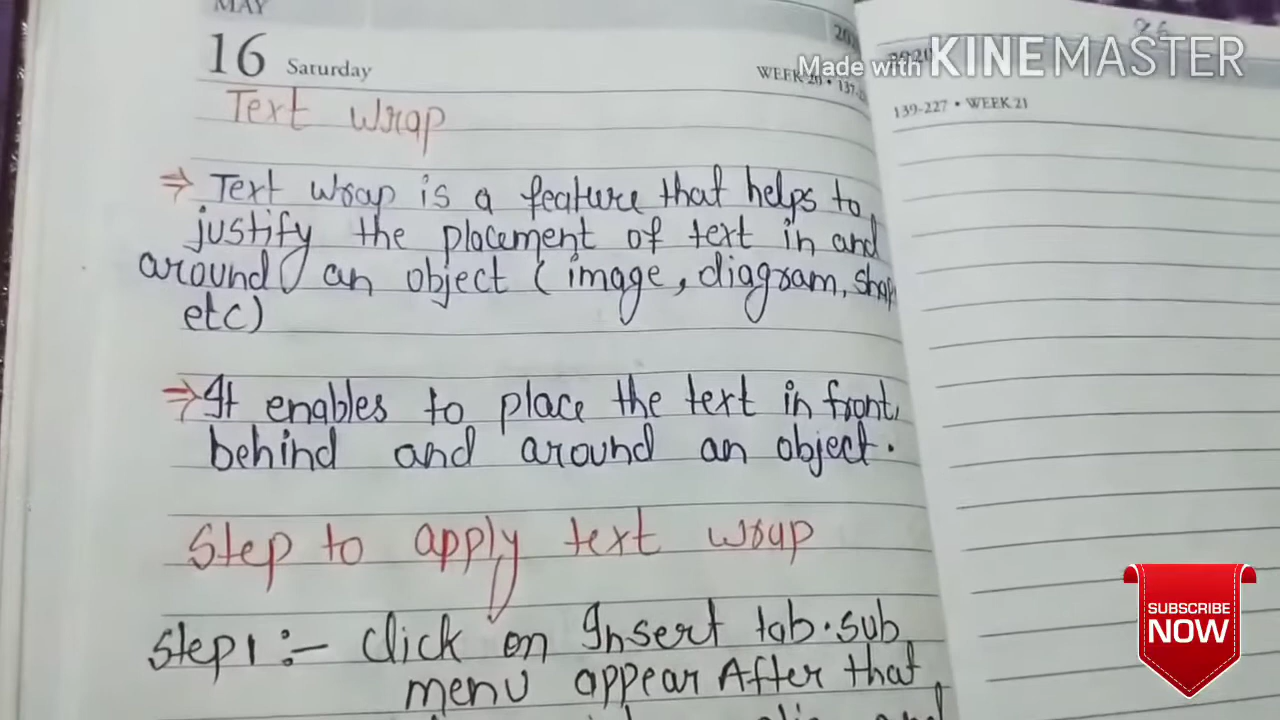 MAY
16 Saturday
WEEK 20 • 137-
Text Wrap
⇒ Text wrap is a feature that helps to
justify the placement of text in and
around an object (image, diagram, shap
etc)
⇒ It enables to place the text in front,
behind and around an object.
Step to apply text wrap
Step1 :- Click on Insert tab. sub
menu appear After that
139-227 • WEEK 21
Made with KINEMASTER
SUBSCRIBE
NOW